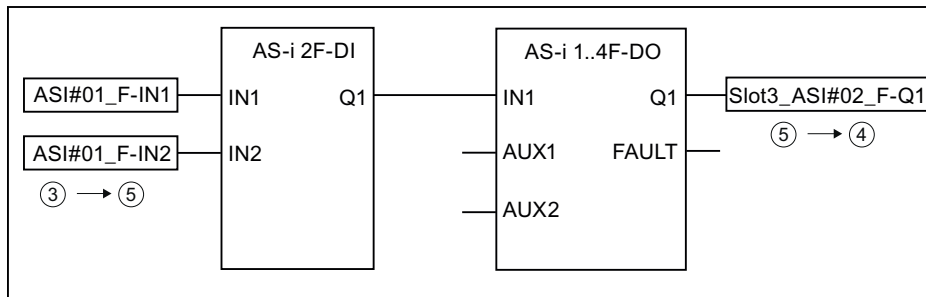 AS-i 2F-DI
AS-i 1..4F-DO
ASI#01_F-IN1
IN1
Q1
IN1
Q1
Slot3_ASI#02_F-Q1
ASI#01_F-IN2
IN2
AUX1
FAULT
5 → 4
3 → 5
AUX2